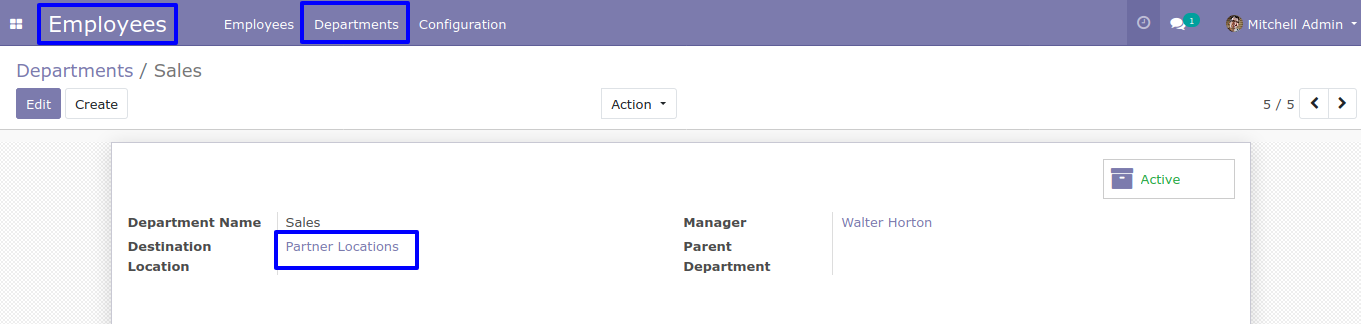 Employees Employees Departments Configuration 1 Mitchell Admin
Departments / Sales
Edit Create Action 5 / 5
Active
Department Name Sales Manager Walter Horton
Destination Location Partner Locations Parent Department